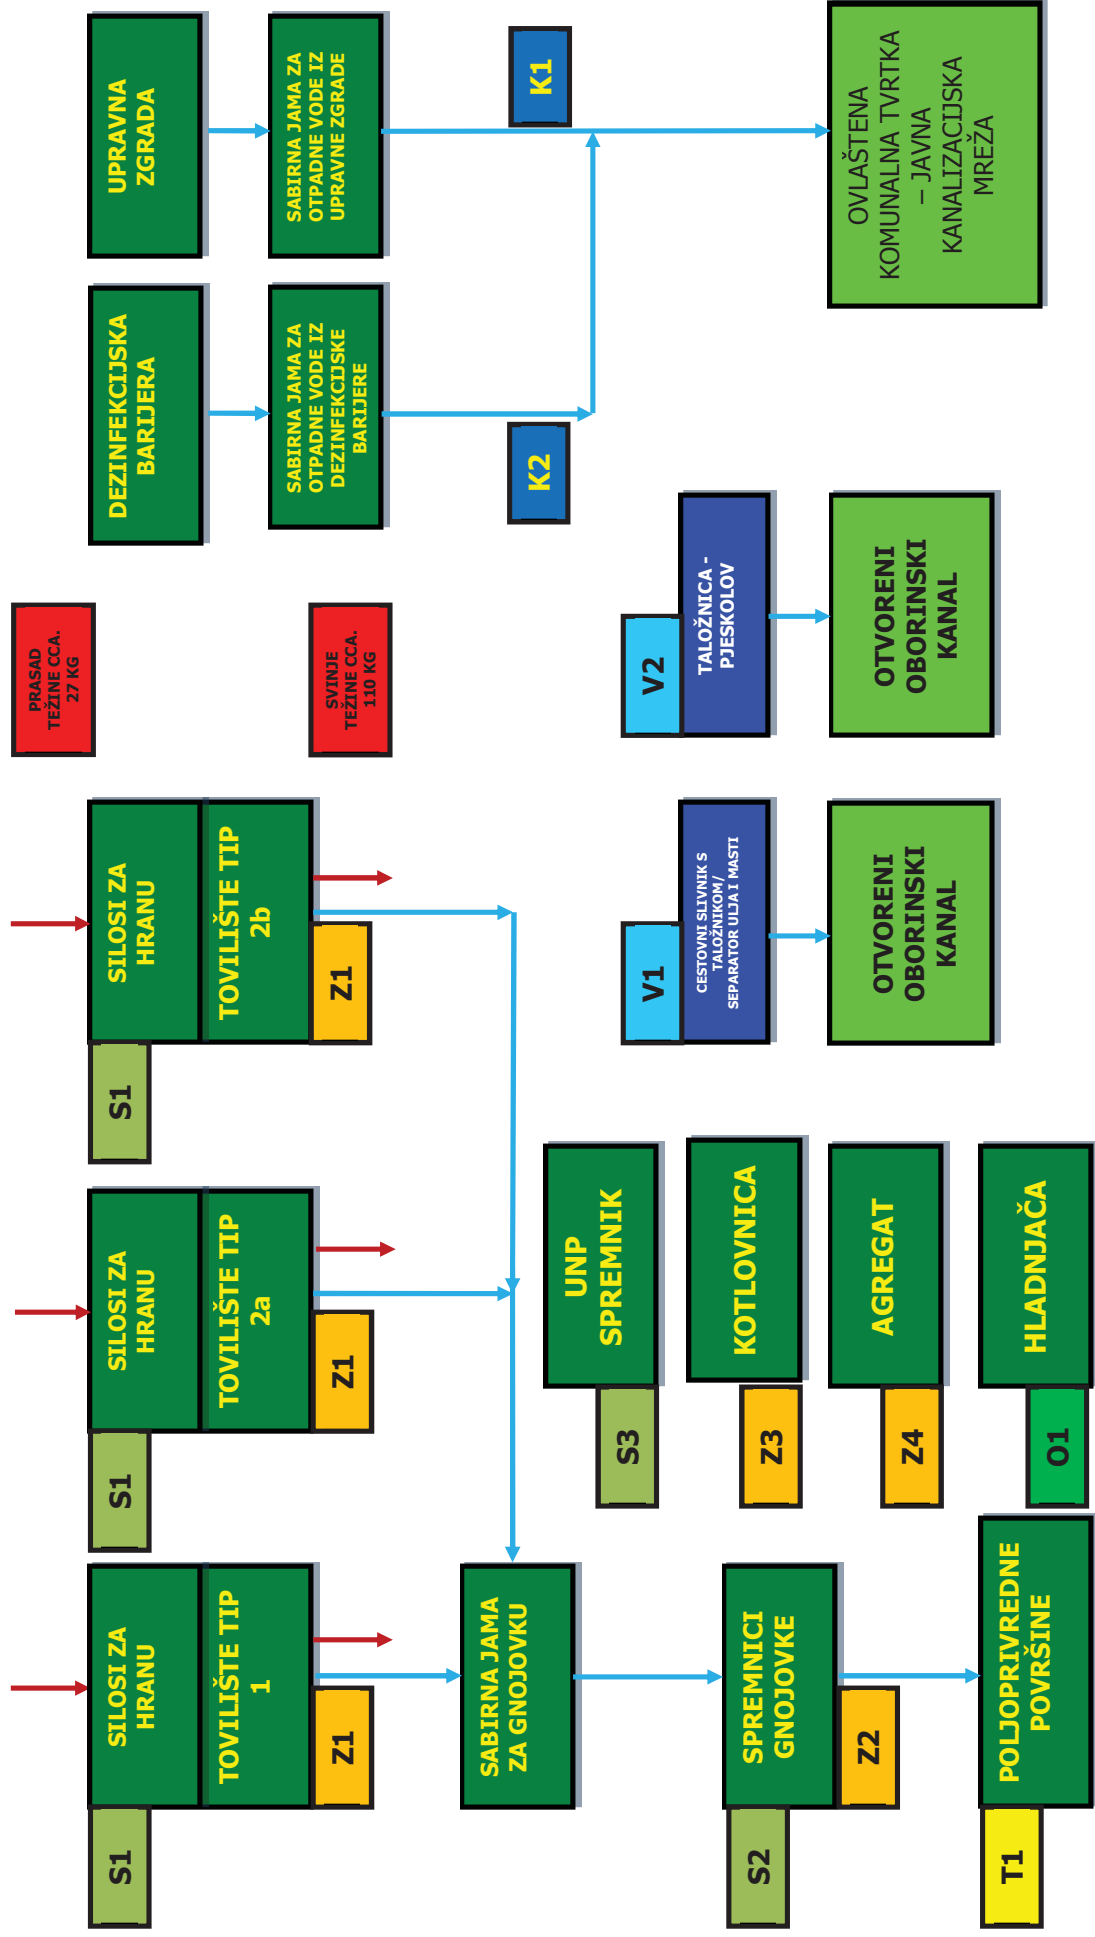 PRASAD
TEŽINE CCA.
27 KG
SVINJE
TEŽINE CCA.
110 KG
S1
SILOSI ZA
HRANU
TOVILIŠTE TIP
1
Z1
S1
SILOSI ZA
HRANU
TOVILIŠTE TIP
2a
Z1
S1
SILOSI ZA
HRANU
TOVILIŠTE TIP
2b
Z1
DEZINFEKCIJSKA
BARIJERA
UPRAVNA
ZGRADA
SABIRNA JAMA ZA
OTPADNE VODE IZ
DEZINFEKCIJSKE
BARIJERE
SABIRNA JAMA ZA
OTPADNE VODE IZ
UPRAVNE ZGRADE
K2
K1
SABIRNA JAMA
ZA GNOJOVKU
S2
SPREMNICI
GNOJOVKE
Z2
T1
POLJOPRIVREDNE
POVRŠINE
S3
UNP
SPREMNIK
Z3
KOTLOVNICA
Z4
AGREGAT
O1
HLADNJAČA
V1
CESTOVNI SLIVNIK S
TALOŽNIKOM/
SEPARATOR ULJA I MASTI
OTVORENI
OBORINSKI
KANAL
V2
TALOŽNICA -
PJESKOLOV
OTVORENI
OBORINSKI
KANAL
OVLAŠTENA
KOMUNALNA TVRTKA
– JAVNA
KANALIZACIJSKA
MREŽA